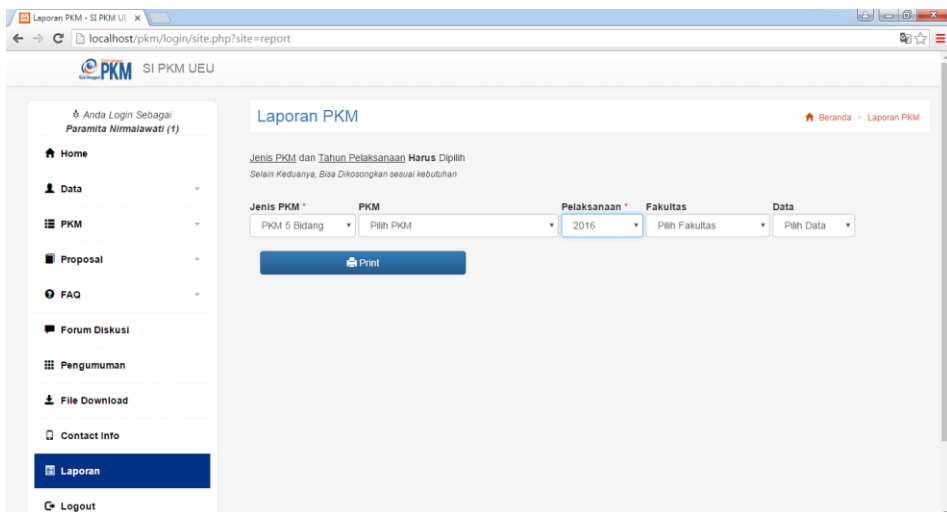 Laporan PKM - SI PKM UE
localhost/pkm/login/site.php?site=report
PKM SI PKM UEU
Anda Login Sebagai
Paramita Nirmalawati (1)
Home
Data
PKM
Proposal
FAQ
Forum Diskusi
Pengumuman
File Download
Contact Info
Laporan
Logout
Laporan PKM
Beranda > Laporan PKM
Jenis PKM dan Tahun Pelaksanaan Harus Dipilih
Selain Keduanya, Bisa Dikosongkan sesuai kebutuhan
Jenis PKM * PKM Pelaksanaan * Fakultas Data
PKM 5 Bidang Pilih PKM 2016 Pilih Fakultas Pilih Data
Print